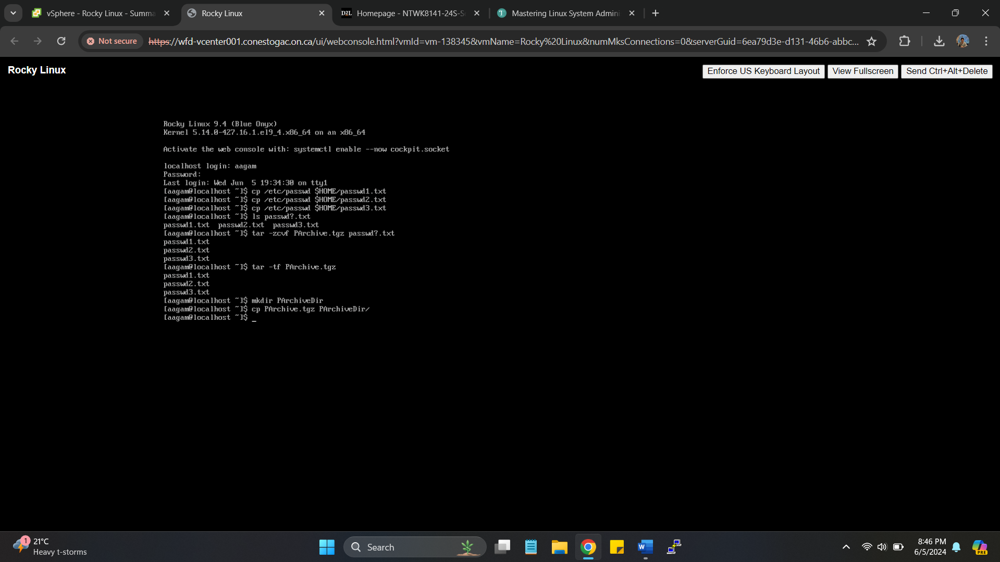 vSphere - Rocky Linux - Summa
Rocky Linux
D2L Homepage - NTWK8141-24S-S
T Mastering Linux System Admini
Not secure
https://wfd-vcenter001.conestogac.on.ca/ui/webconsole.html?vmId=vm-138345&vmName=Rocky%20Linux&numMksConnections=0&serverGuid=6ea79d3e-d131-46b6-abbc...
Rocky Linux
Enforce US Keyboard Layout
View Fullscreen
Send Ctrl+Alt+Delete
Rocky Linux 9.4 (Blue Onyx)
Kernel 5.14.0-427.16.1.el9_4.x86_64 on an x86_64
Activate the web console with: systemctl enable --now cockpit.socket
localhost login: aagam
Password:
Last login: Wed Jun  5 19:34:30 on tty1
[aagam@localhost ~]$ cp /etc/passwd $HOME/passwd1.txt
[aagam@localhost ~]$ cp /etc/passwd $HOME/passwd2.txt
[aagam@localhost ~]$ cp /etc/passwd $HOME/passwd3.txt
[aagam@localhost ~]$ ls passwd?.txt
passwd1.txt  passwd2.txt  passwd3.txt
[aagam@localhost ~]$ tar -zcvf PArchive.tgz passwd?.txt
passwd1.txt
passwd2.txt
passwd3.txt
[aagam@localhost ~]$ tar -tf PArchive.tgz
passwd1.txt
passwd2.txt
passwd3.txt
[aagam@localhost ~]$ mkdir PArchiveDir
[aagam@localhost ~]$ cp PArchive.tgz PArchiveDir/
[aagam@localhost ~]$ _
1
21°C
Heavy t-storms
Search
W
8:46 PM
6/5/2024
PRE